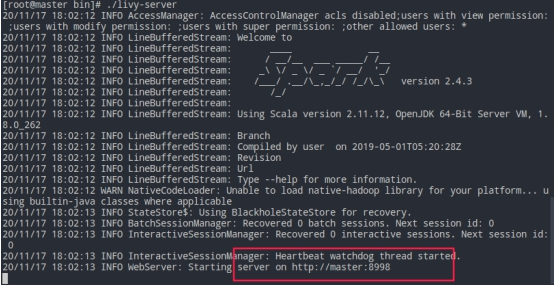 [root@master bin]# ./livy-server
20/11/17 18:02:12 INFO AccessManager: AccessControlManager acls disabled;users with view permission:
 ;users with modify permission: ;users with super permission: ;other allowed users: *
20/11/17 18:02:12 INFO LineBufferedStream: Welcome to
20/11/17 18:02:12 INFO LineBufferedStream:       ____              __
20/11/17 18:02:12 INFO LineBufferedStream:      / __/__  ___ _____/ /__
20/11/17 18:02:12 INFO LineBufferedStream:     _\ \/ _ \/ _ `/ __/  '_/
20/11/17 18:02:12 INFO LineBufferedStream:    /___/ .__/\_,_/_/ /_/\_\   version 2.4.3
20/11/17 18:02:12 INFO LineBufferedStream:       /_/
20/11/17 18:02:12 INFO LineBufferedStream:
20/11/17 18:02:12 INFO LineBufferedStream: Using Scala version 2.11.12, OpenJDK 64-Bit Server VM, 1.
8.0_262
20/11/17 18:02:12 INFO LineBufferedStream: Branch
20/11/17 18:02:12 INFO LineBufferedStream: Compiled by user  on 2019-05-01T05:20:28Z
20/11/17 18:02:12 INFO LineBufferedStream: Revision
20/11/17 18:02:12 INFO LineBufferedStream: Url
20/11/17 18:02:12 INFO LineBufferedStream: Type --help for more information.
20/11/17 18:02:12 WARN NativeCodeLoader: Unable to load native-hadoop library for your platform... u
sing builtin-java classes where applicable
20/11/17 18:02:13 INFO StateStore$: Using BlackholeStateStore for recovery.
20/11/17 18:02:13 INFO BatchSessionManager: Recovered 0 batch sessions. Next session id: 0
20/11/17 18:02:13 INFO InteractiveSessionManager: Recovered 0 interactive sessions. Next session id:
 0
20/11/17 18:02:13 INFO InteractiveSessionManager: Heartbeat watchdog thread started.
20/11/17 18:02:13 INFO WebServer: Starting server on http://master:8998